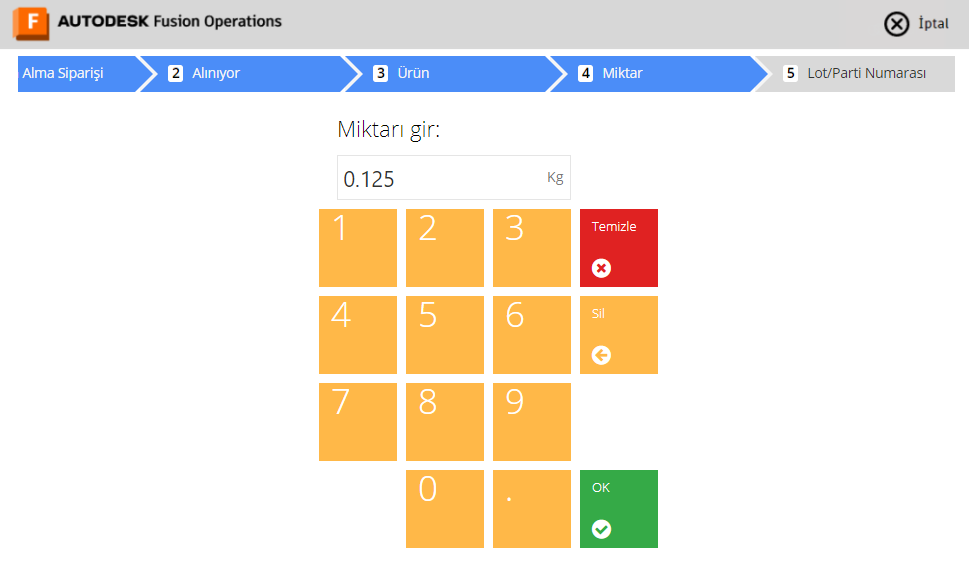 F AUTODESK Fusion Operations
İptal
Alma Siparişi
2 Alınıyor
3 Ürün
4 Miktar
5 Lot/Parti Numarası
Miktarı gir:
0.125 Kg
1 2 3 Temizle
4 5 6 Sil
7 8 9
0 . OK